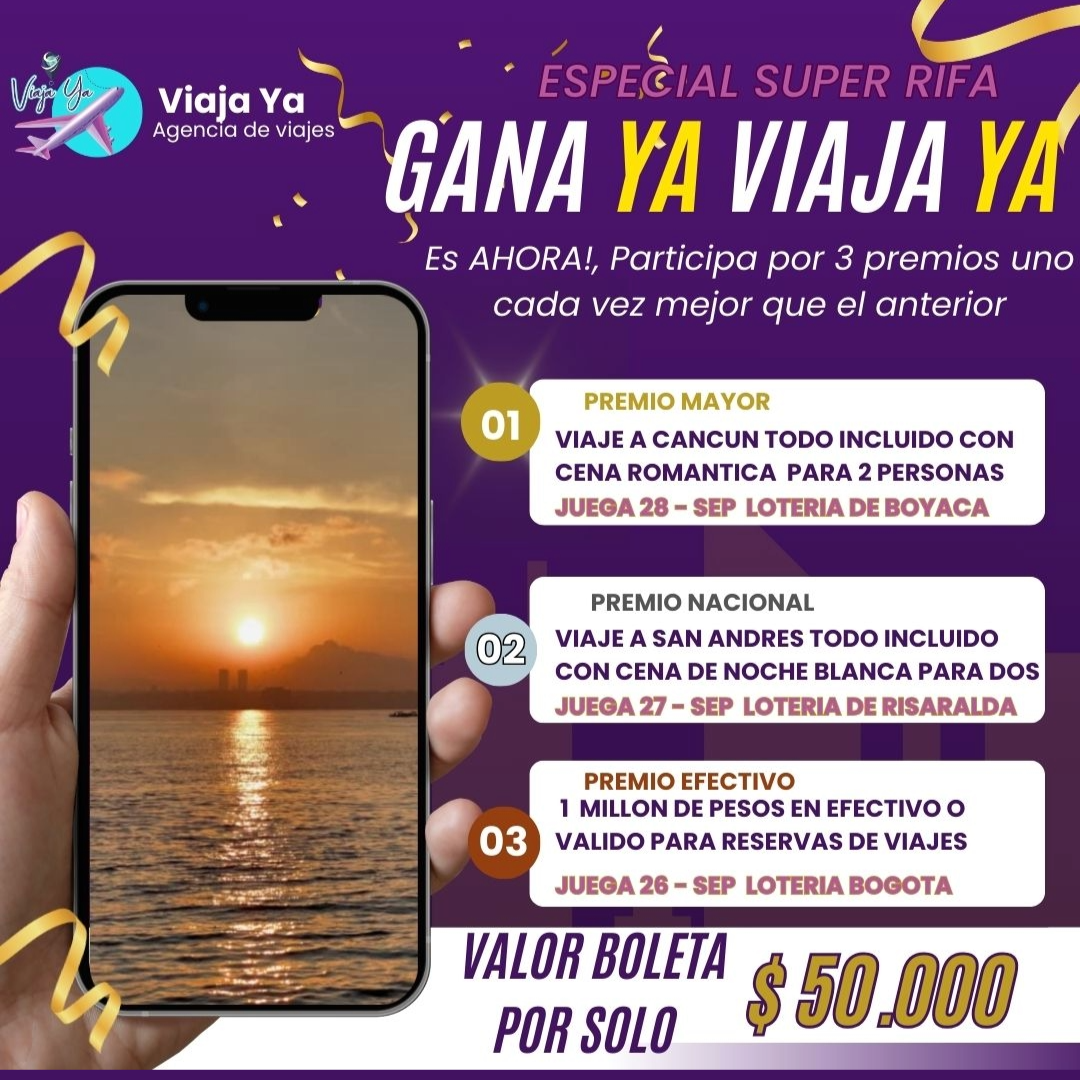 Viaja Ya
Viaja Ya
Agencia de viajes
ESPECIAL SUPER RIFA
GANA YA VIAJA YA
Es AHORA!, Participa por 3 premios uno
cada vez mejor que el anterior
01
PREMIO MAYOR
VIAJE A CANCUN TODO INCLUIDO CON
CENA ROMANTICA PARA 2 PERSONAS
JUEGA 28 - SEP LOTERIA DE BOYACA
02
PREMIO NACIONAL
VIAJE A SAN ANDRES TODO INCLUIDO
CON CENA DE NOCHE BLANCA PARA DOS
JUEGA 27 - SEP LOTERIA DE RISARALDA
03
PREMIO EFECTIVO
1 MILLON DE PESOS EN EFECTIVO O
VALIDO PARA RESERVAS DE VIAJES
JUEGA 26 - SEP LOTERIA BOGOTA
VALOR BOLETA
POR SOLO
$ 50.000